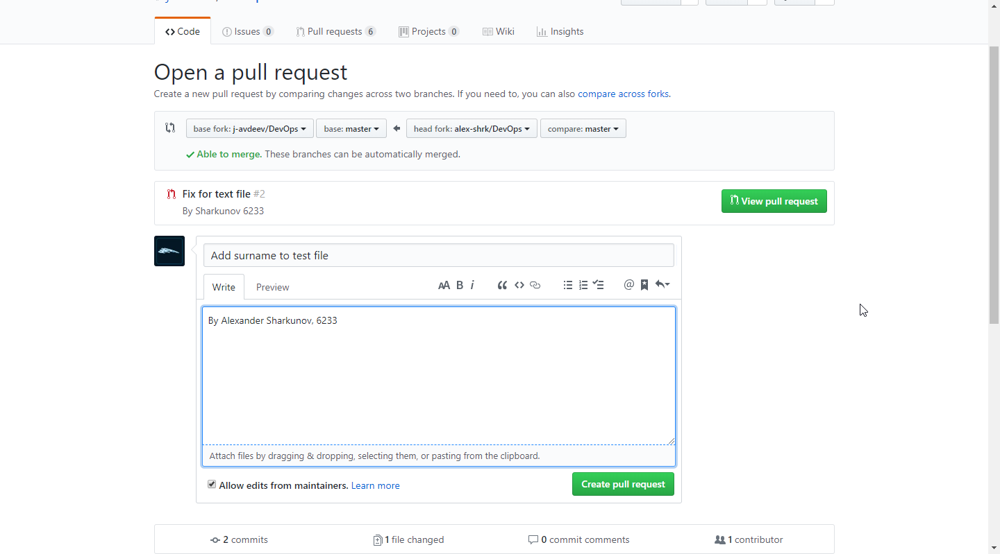 Code Issues 0 Pull requests 6 Projects 0 Wiki Insights
Open a pull request
Create a new pull request by comparing changes across two branches. If you need to, you can also compare across forks.
base fork: j-avdeev/DevOps base: master head fork: alex-shrk/DevOps compare: master
Able to merge. These branches can be automatically merged.
Fix for text file #2
View pull request
By Sharkunov 6233
Add surname to test file
Write Preview
By Alexander Sharkunov, 6233
Attach files by dragging & dropping, selecting them, or pasting from the clipboard.
Allow edits from maintainers. Learn more
Create pull request
2 commits 1 file changed 0 commit comments 1 contributor